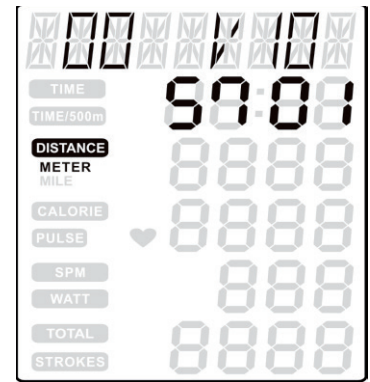 00 1/10
TIME
57 01
TIME/500m
DISTANCE
METER
MILE
CALORIE
PULSE
SPM
WATT
TOTAL
STROKES